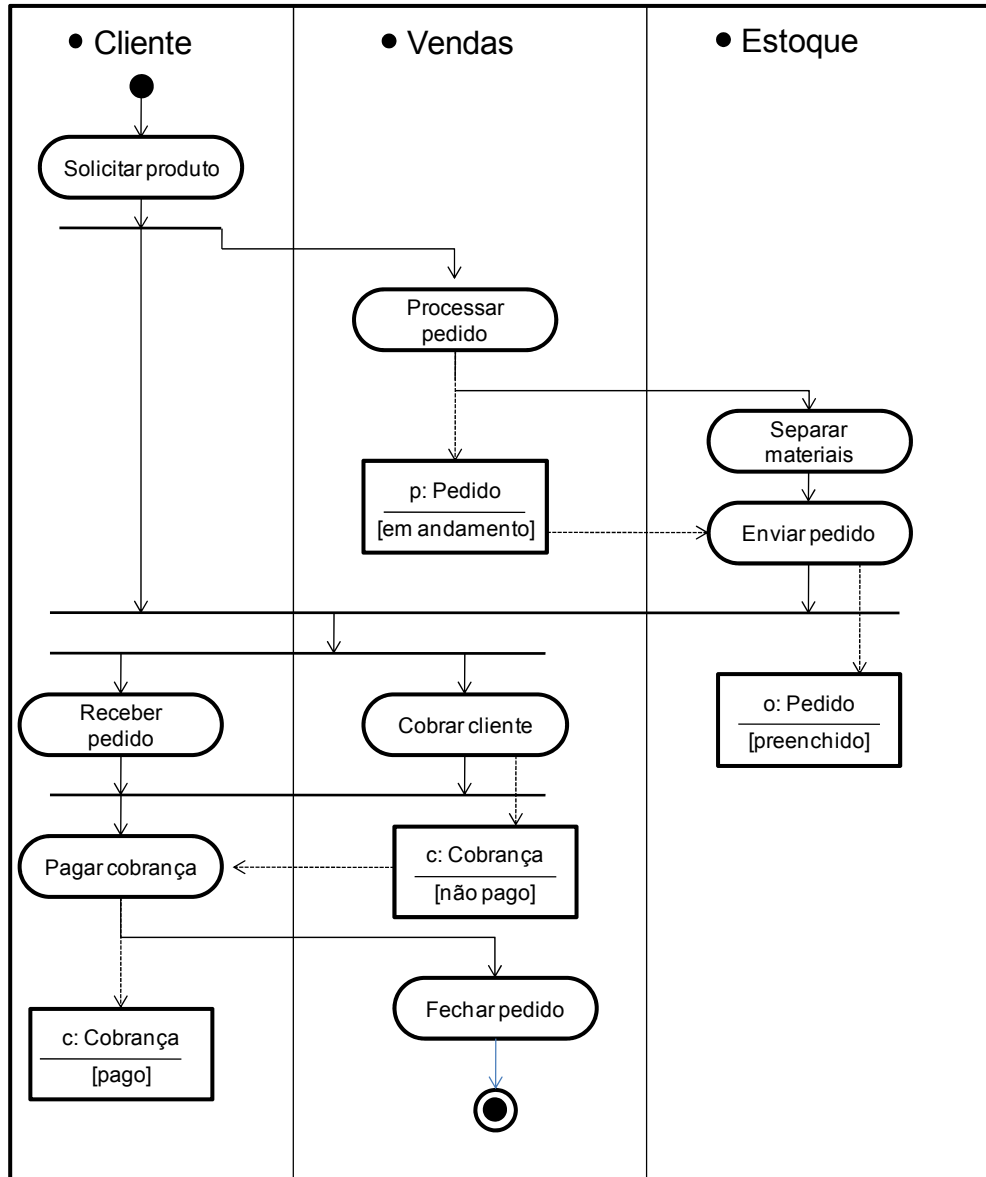 • Cliente
• Vendas
• Estoque
Solicitar produto
Processar
pedido
Separar
materiais
p: Pedido
[em andamento]
Enviar pedido
Receber
pedido
Cobrar cliente
o: Pedido
[preenchido]
Pagar cobrança
c: Cobrança
[não pago]
Fechar pedido
c: Cobrança
[pago]